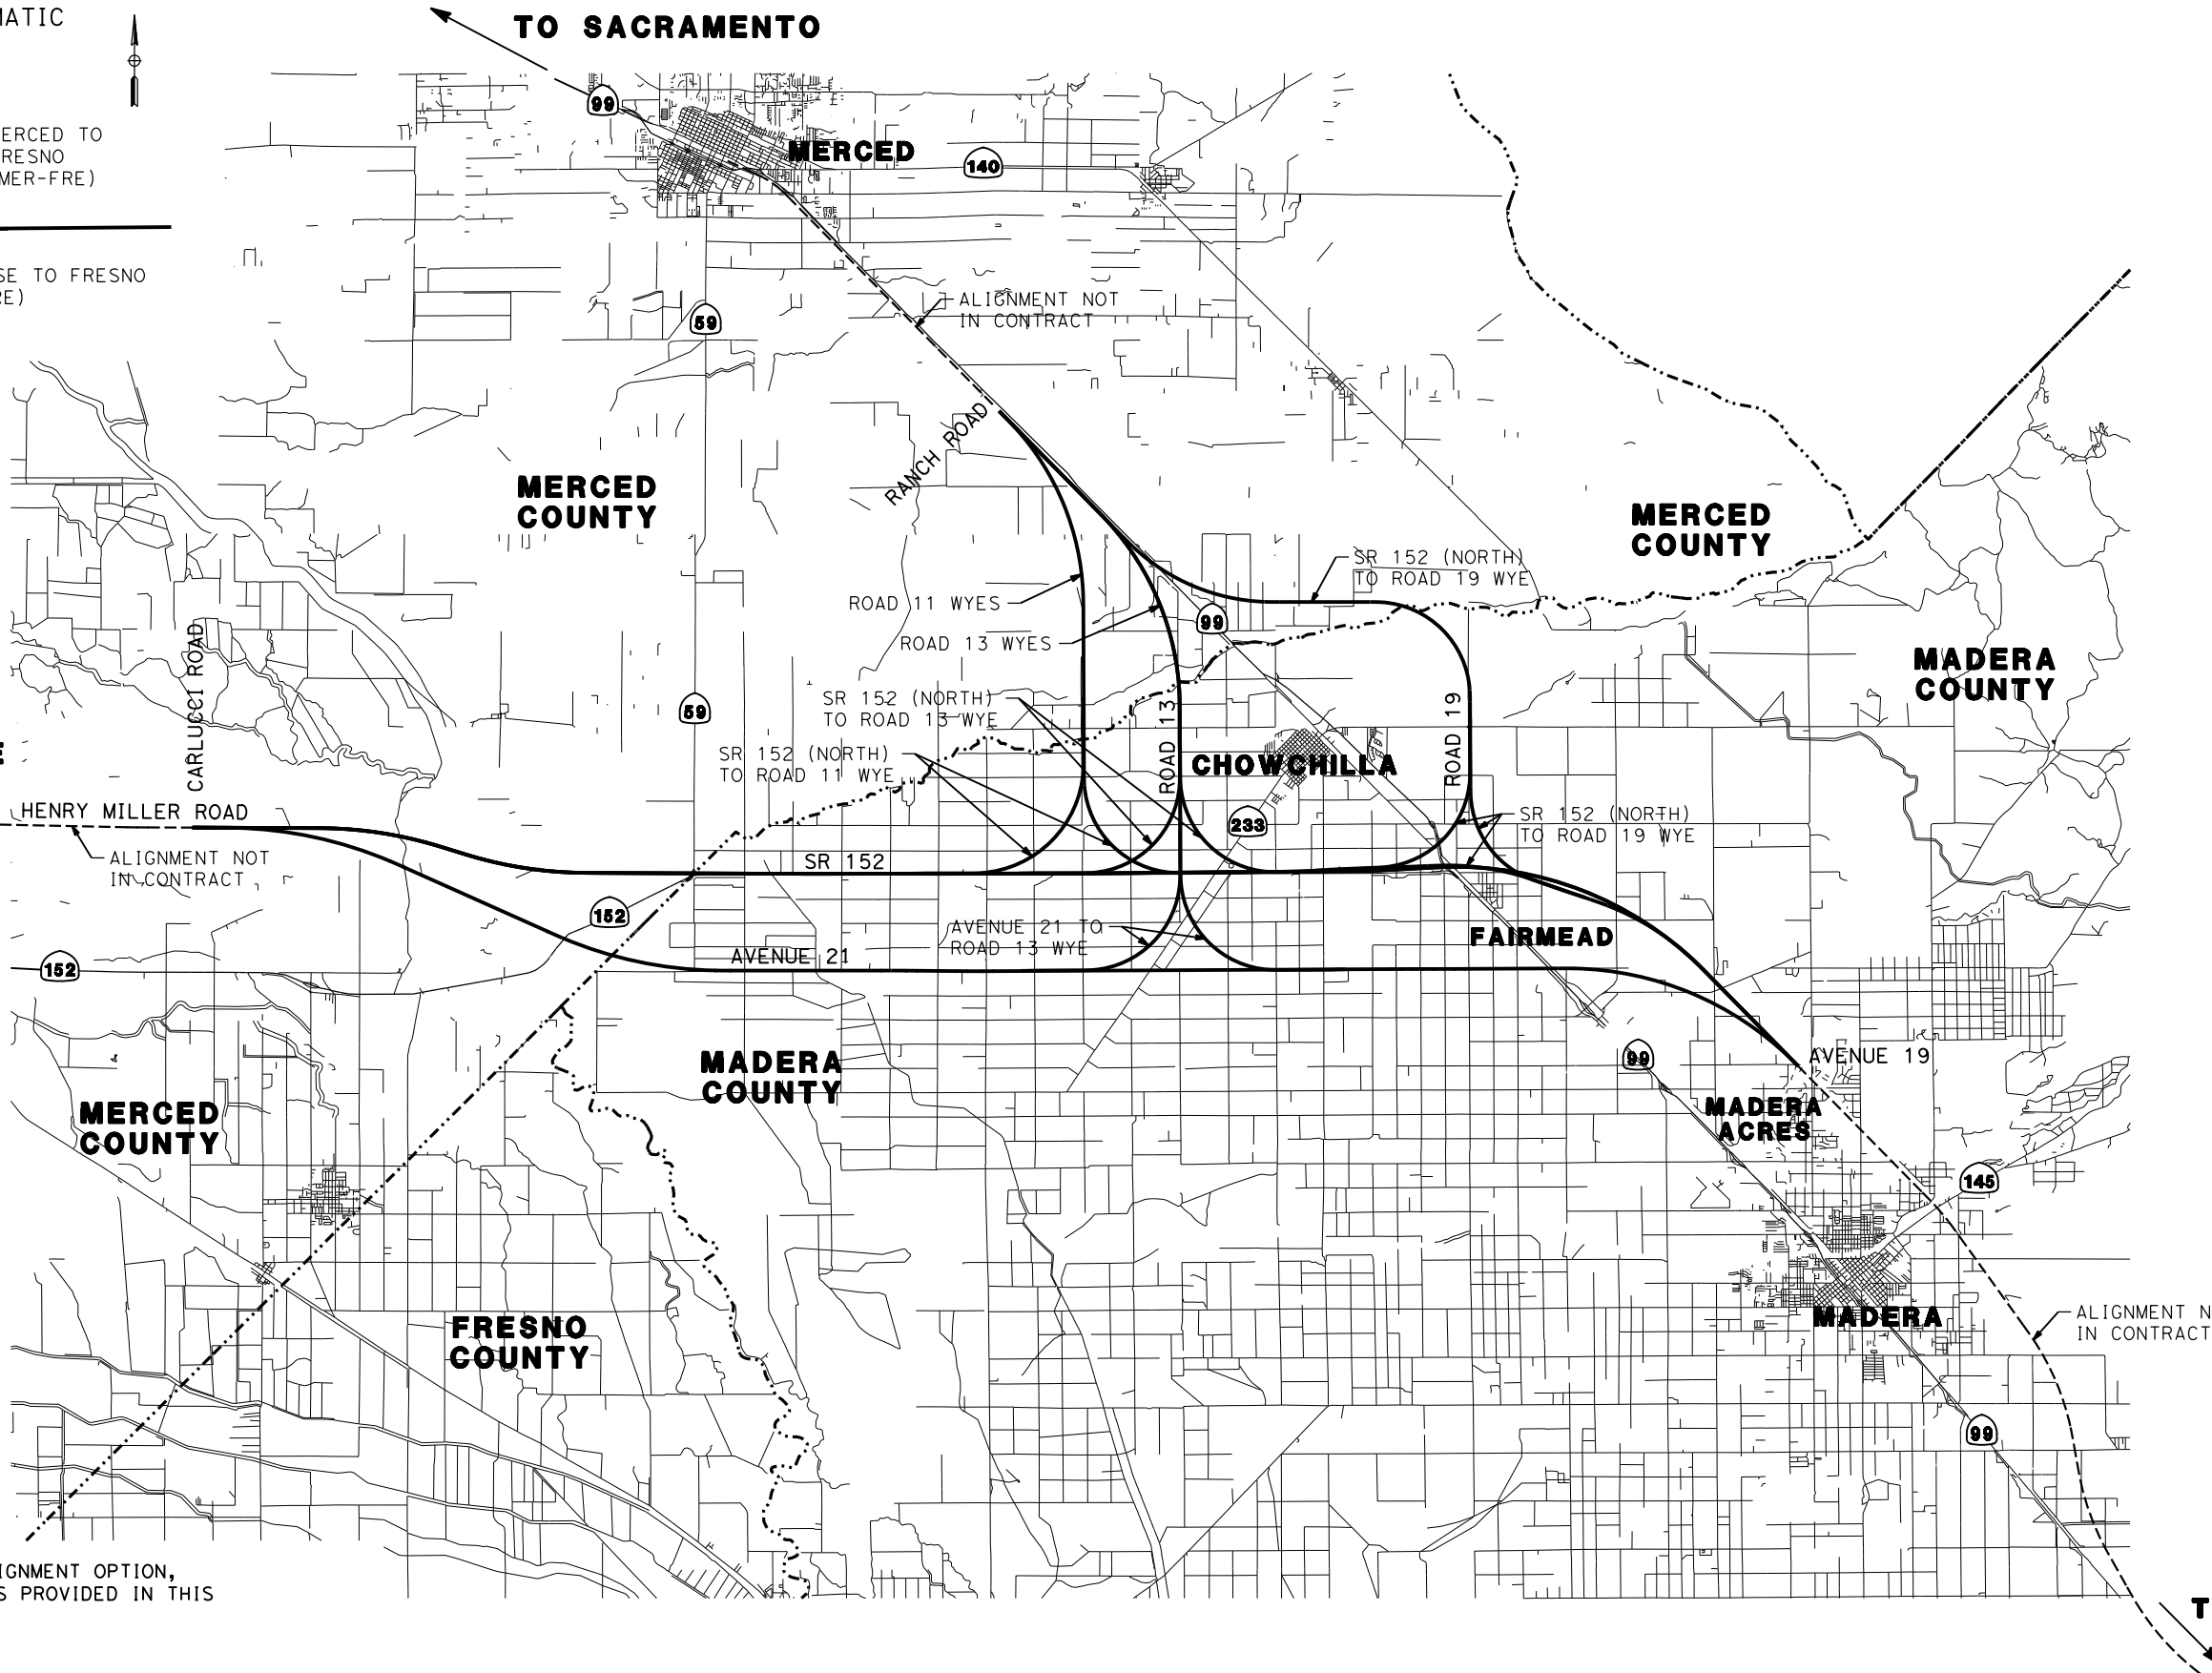 MATIC
TO SACRAMENTO
99
MERCED
140
MERCED TO
FRESNO
MER-FRE)
SE TO FRESNO
RE)
ALIGNMENT NOT
IN CONTRACT
59
RANCH ROAD
MERCED
COUNTY
MERCED
COUNTY
SR 152 (NORTH)
TO ROAD 19 WYE
ROAD 11 WYES
99
ROAD 13 WYES
CARLUCCI ROAD
MADERA
COUNTY
59
SR 152 (NORTH)
TO ROAD 13 WYE
ROAD 13
ROAD 19
SR 152 (NORTH)
TO ROAD 11 WYE
CHOWCHILLA
E
HENRY MILLER ROAD
233
SR 152 (NORTH)
TO ROAD 19 WYE
ALIGNMENT NOT
IN CONTRACT
SR 152
152
AVENUE 21 TO
ROAD 13 WYE
FAIRMEAD
AVENUE 21
152
MADERA
COUNTY
99
AVENUE 19
MERCED
COUNTY
MADERA
ACRES
145
FRESNO
COUNTY
MADERA
ALIGNMENT N
IN CONTRACT
99
IGNMENT OPTION,
S PROVIDED IN THIS
T